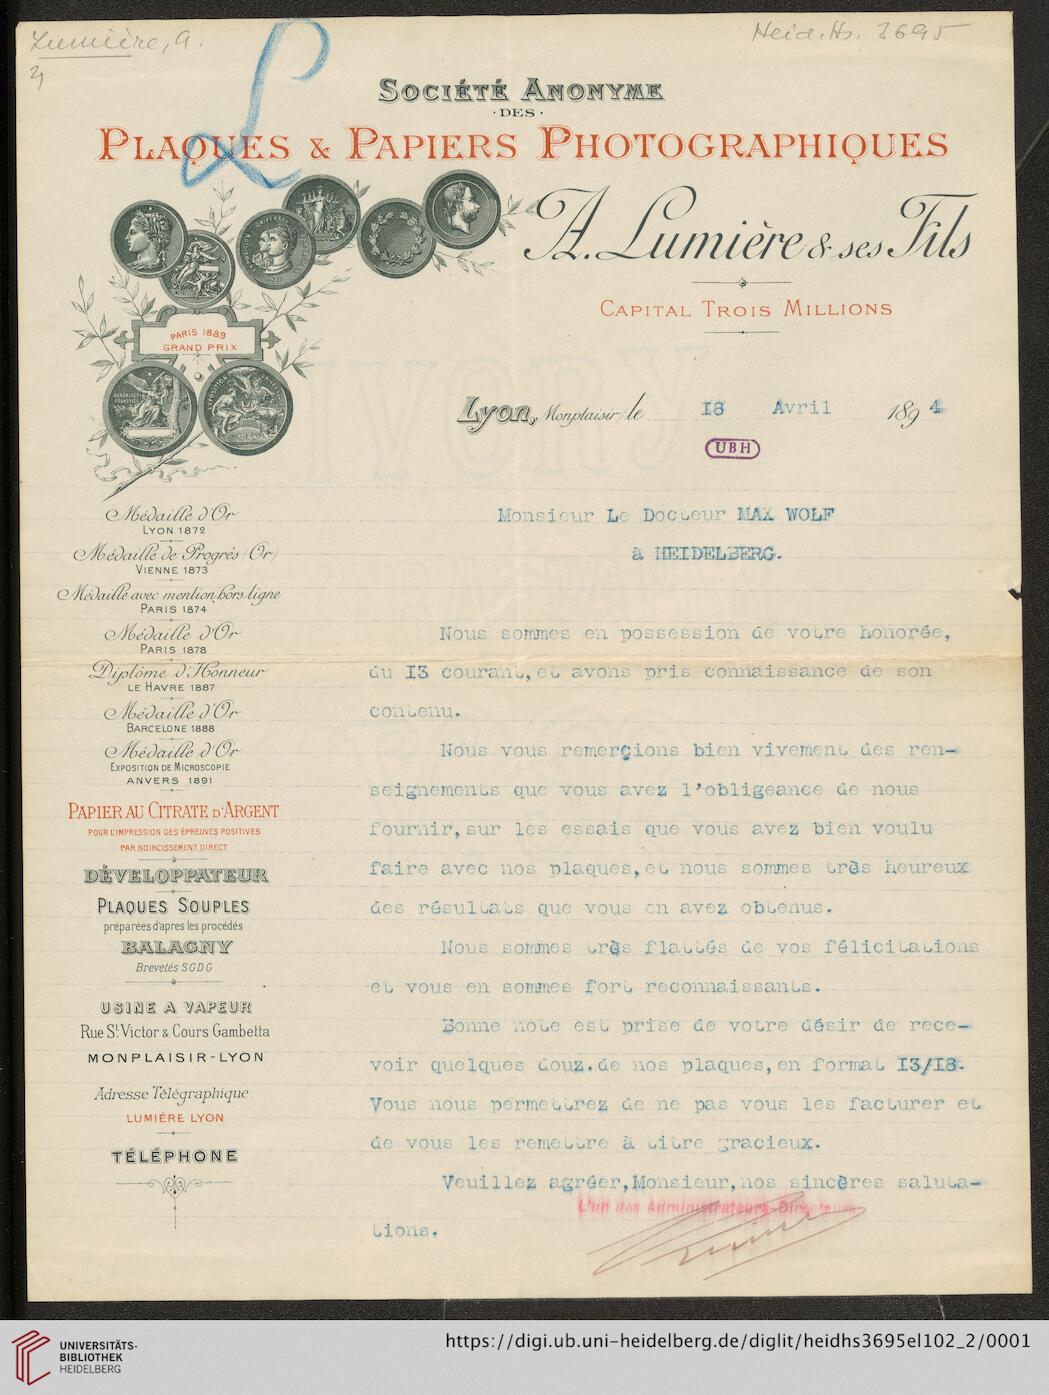 Lumière, A.
2)
Heid. Hs. 3695
L
SOCIÉTÉ ANONYME
· DES ·
PLAQUES & PAPIERS PHOTOGRAPHIQUES
A. Lumière & ses Fils
CAPITAL TROIS MILLIONS
PARIS 1889
GRAND PRIX
Lyon, Monplaisir, le 18 Avril 1894
UBH
Médaille d'Or
LYON 1872
Médaille de Progrès (Or)
VIENNE 1873
Médaille avec mention hors ligne
PARIS 1874
Médaille d'Or
PARIS 1878
Diplôme d'Honneur
LE HAVRE 1887
Médaille d'Or
BARCELONE 1888
Médaille d'Or
EXPOSITION DE MICROSCOPIE
ANVERS 1891
PAPIER AU CITRATE D'ARGENT
POUR L'IMPRESSION DES ÉPREUVES POSITIVES
PAR NOIRCISSEMENT DIRECT
DÉVELOPPATEUR
PLAQUES SOUPLES
préparées d'apres les procédés
BALAGNY
Brevetés S.G.D.G
USINE A VAPEUR
Rue St Victor & Cours Gambetta
MONPLAISIR-LYON
Adresse Télégraphique
LUMIÈRE LYON
TÉLÉPHONE
Monsieur Le Docteur MAX WOLF
à HEIDELBERG.
Nous sommes en possession de votre honorée,
du 13 courant, et avons pris connaissance de son
contenu.
Nous vous remerçions bien vivement des ren-
seignements que vous avez l'obligeance de nous
fournir, sur les essais que vous avez bien voulu
faire avec nos plaques, et nous sommes très heureux
des résultats que vous en avez obtenus.
Nous sommes très flattés de vos félicitations
et vous en sommes fort reconnaissants.
Bonne note est prise de votre désir de rece-
voir quelques douz. de nos plaques, en format 13/18.
Vous nous permettrez de ne pas vous les facturer et
de vous les remettre à titre gracieux.
Veuillez agréer, Monsieur, nos sincères saluta-
tions.
L'un des Administrateurs-Directeurs
UNIVERSITÄTS-
BIBLIOTHEK
HEIDELBERG
https://digi.ub.uni-heidelberg.de/diglit/heidhs3695el102_2/0001